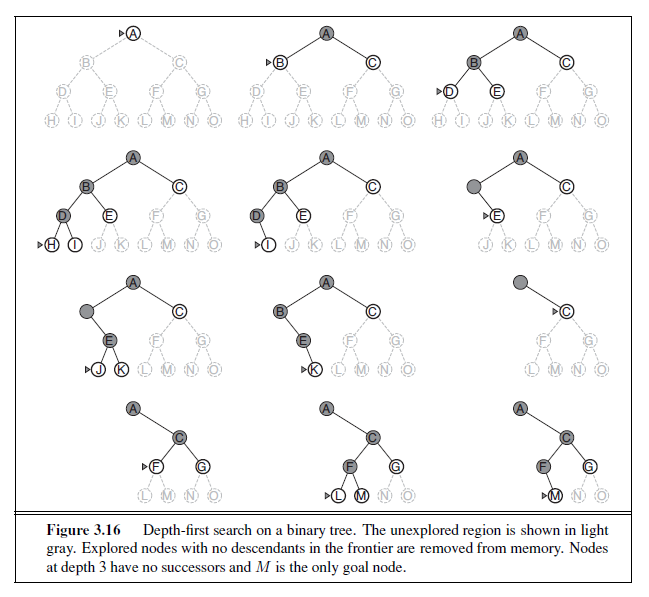 A A A
B C B C B C
D E F G D E F G D E F G
H I J K L M N O H I J K L M N O H I J K L M N O
A A A
B C B C C
D E F G D E F G E F G
H I J K L M N O I J K L M N O J K L M N O
A A
C B C C
E F G E F G F G
J K L M N O K L M N O L M N O
A A A
C C C
F G F G F G
L M N O L M N O M N O
Figure 3.16 Depth-first search on a binary tree. The unexplored region is shown in light
gray. Explored nodes with no descendants in the frontier are removed from memory. Nodes
at depth 3 have no successors and M is the only goal node.